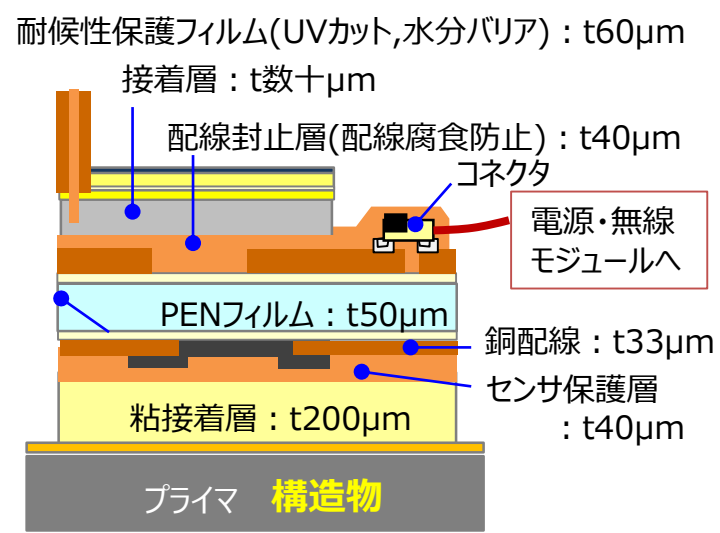 耐候性保護フィルム(UVカット,水分バリア)：t60μm
接着層：t数十μm
配線封止層(配線腐食防止)：t40μm
コネクタ
電源・無線
モジュールへ
PENフィルム：t50μm
銅配線：t33μm
センサ保護層
：t40μm
粘接着層：t200μm
プライマ 構造物